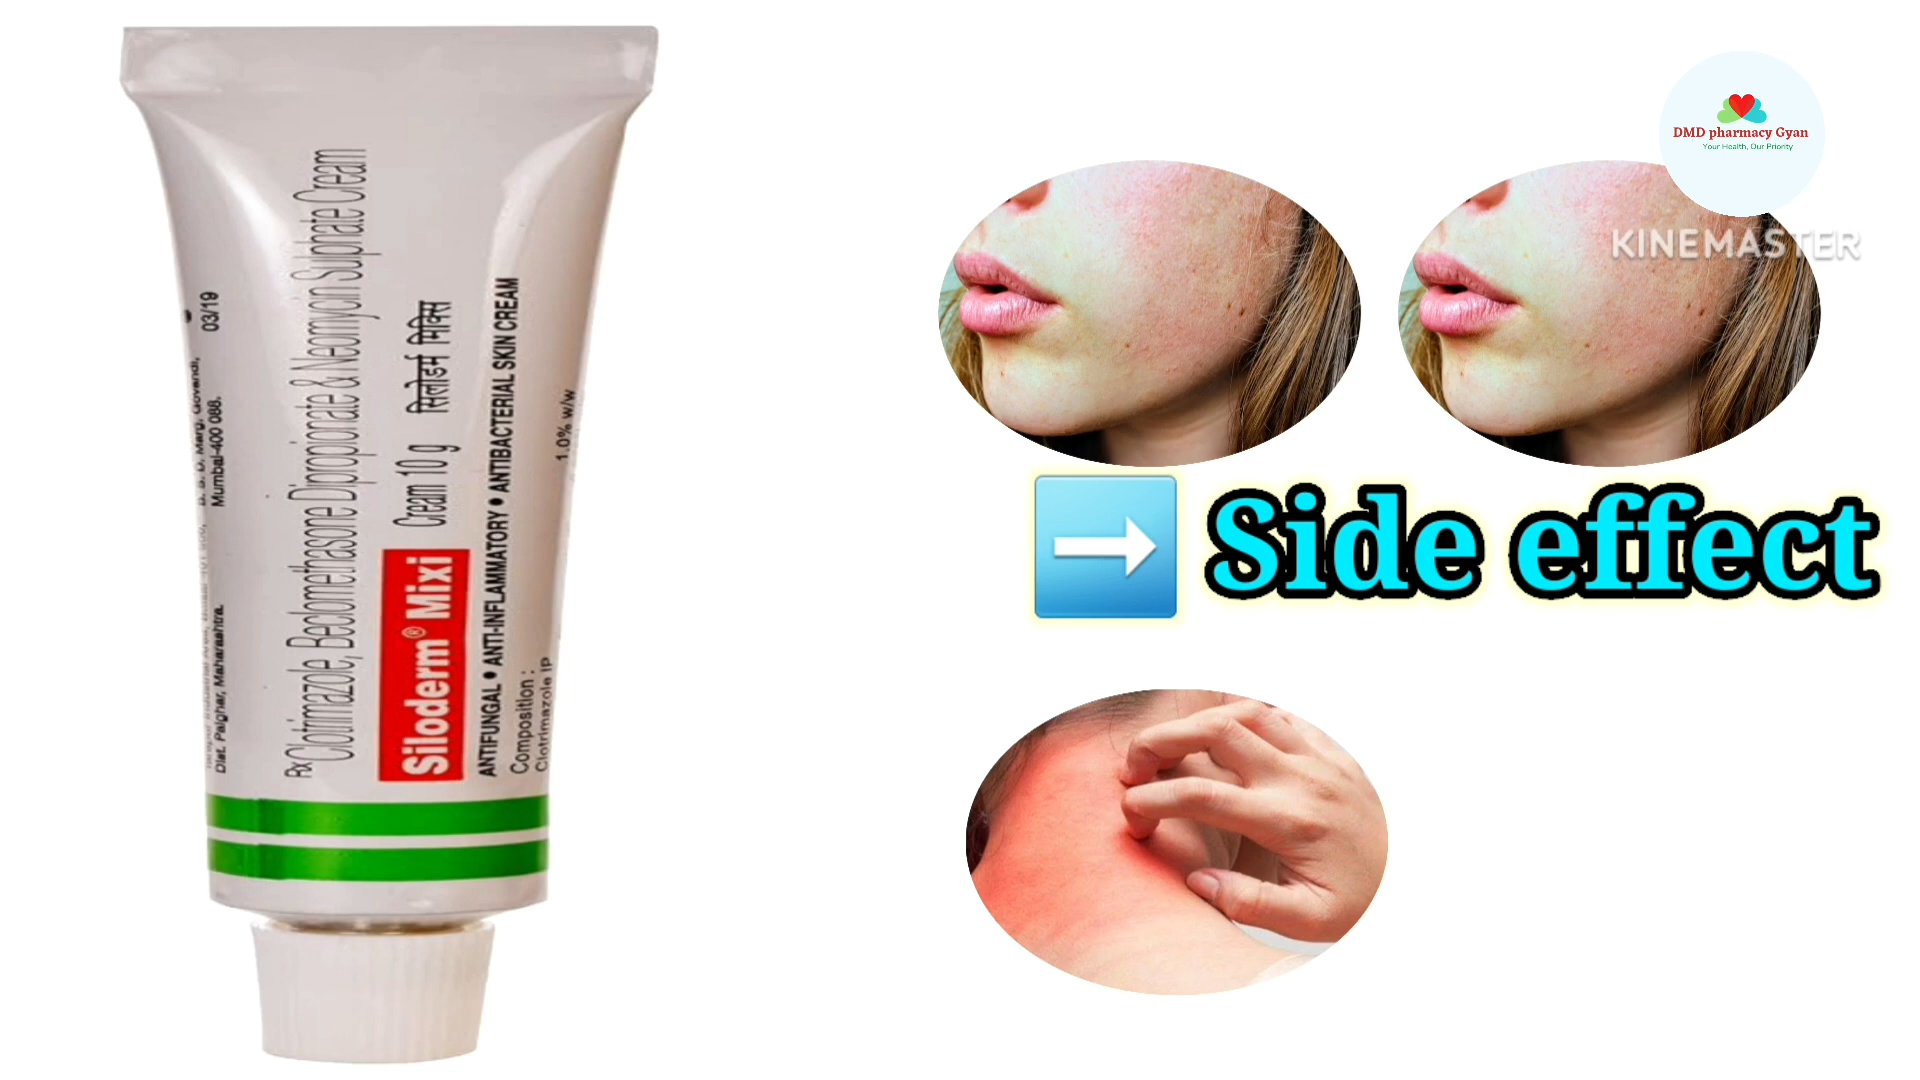 03/19
Mumbai-400 088.
Dist. Palghar, Maharashtra.
Rx Clotrimazole, Beclomethasone Dipropionate & Neomycin Sulphate Cream
Siloderm® Mixi Cream 10 g सिलोडर्म मिक्सि
ANTIFUNGAL • ANTI-INFLAMMATORY • ANTIBACTERIAL SKIN CREAM
Composition :
Clotrimazole IP 1.0% w/w
DMD pharmacy Gyan
Your Health, Our Priority
KINEMASTER
Side effect